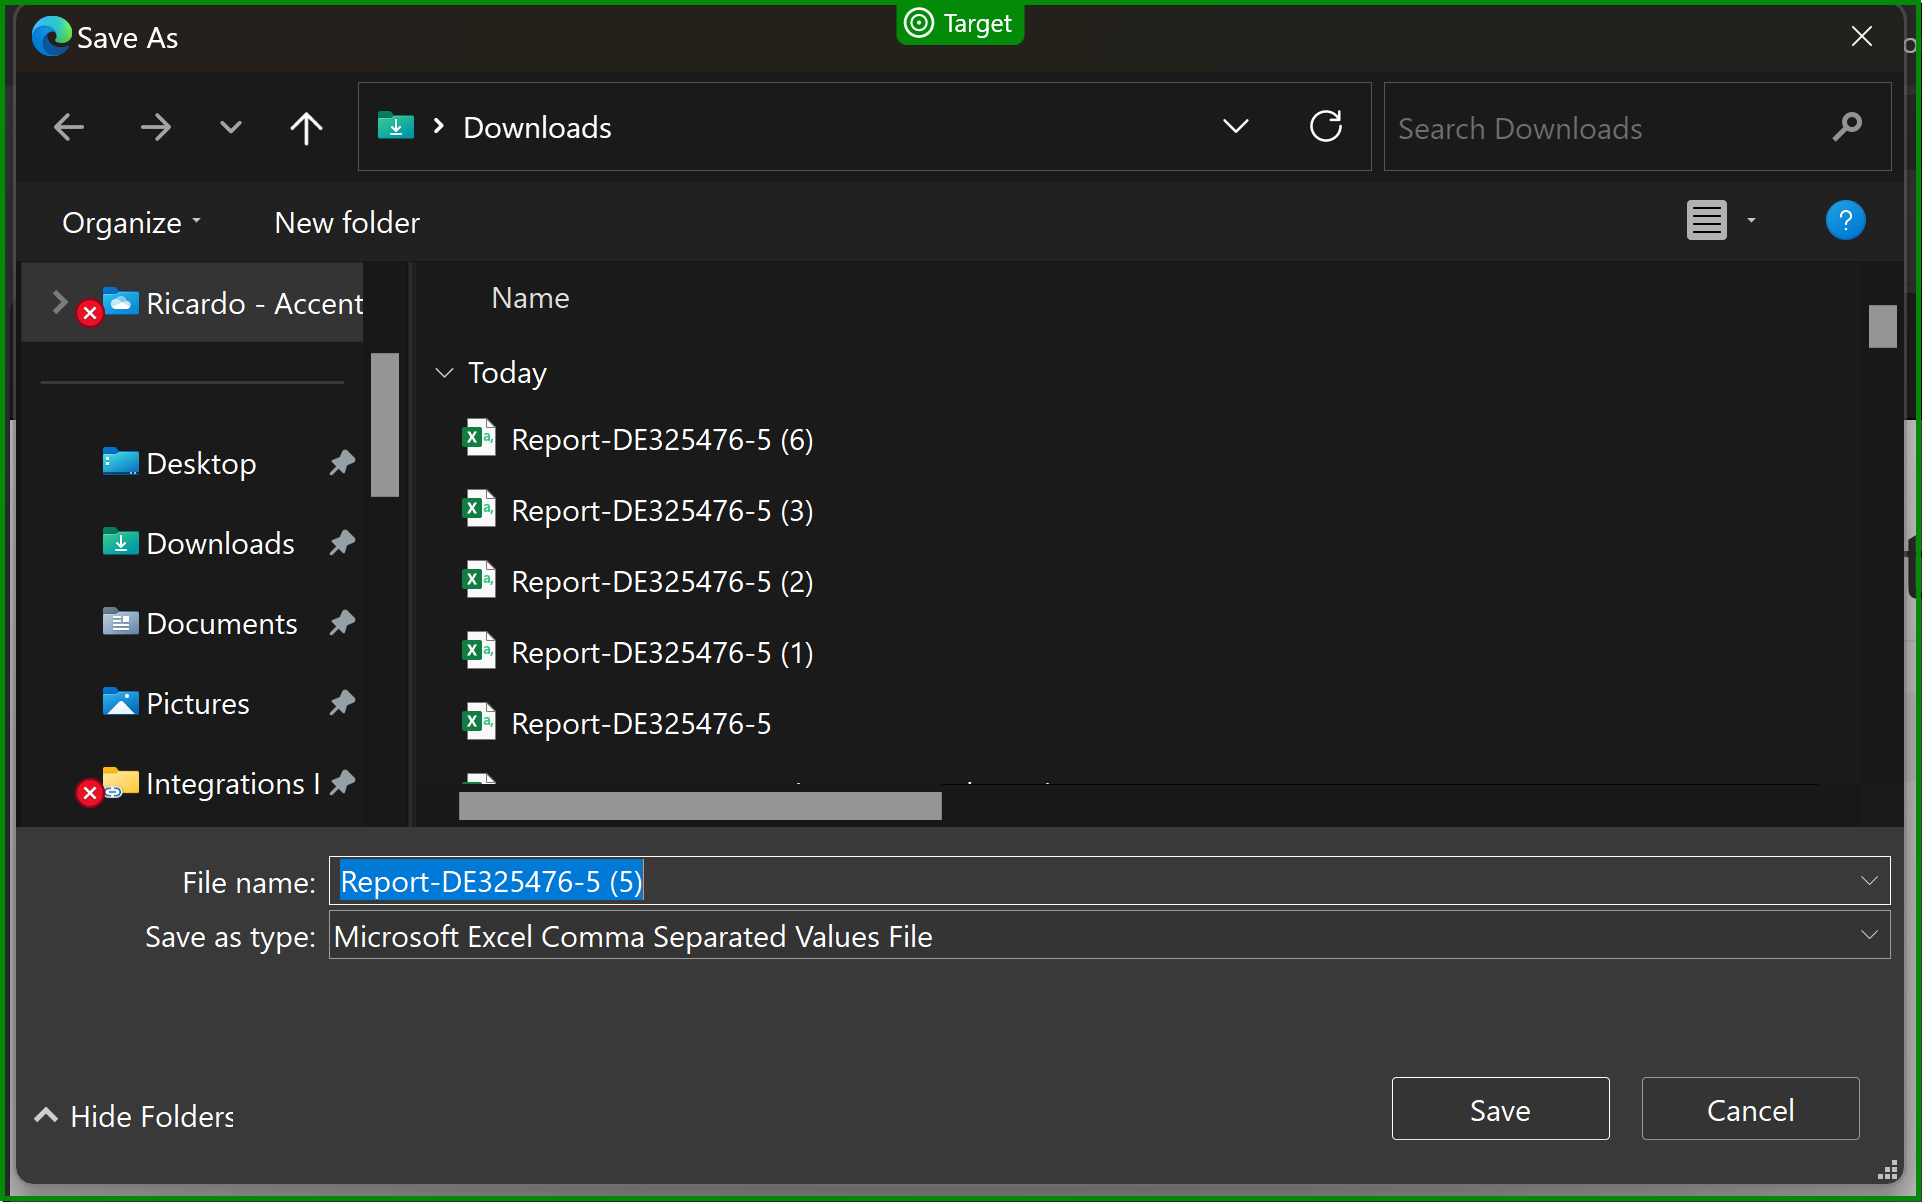 Target
Save As
Downloads
Search Downloads
Organize
New folder
?
Ricardo - Accent
Name
Today
Report-DE325476-5 (6)
Desktop
Report-DE325476-5 (3)
Downloads
Report-DE325476-5 (2)
Documents
Report-DE325476-5 (1)
Pictures
Report-DE325476-5
Integrations
File name: Report-DE325476-5 (5)
Save as type: Microsoft Excel Comma Separated Values File
Hide Folders
Save
Cancel